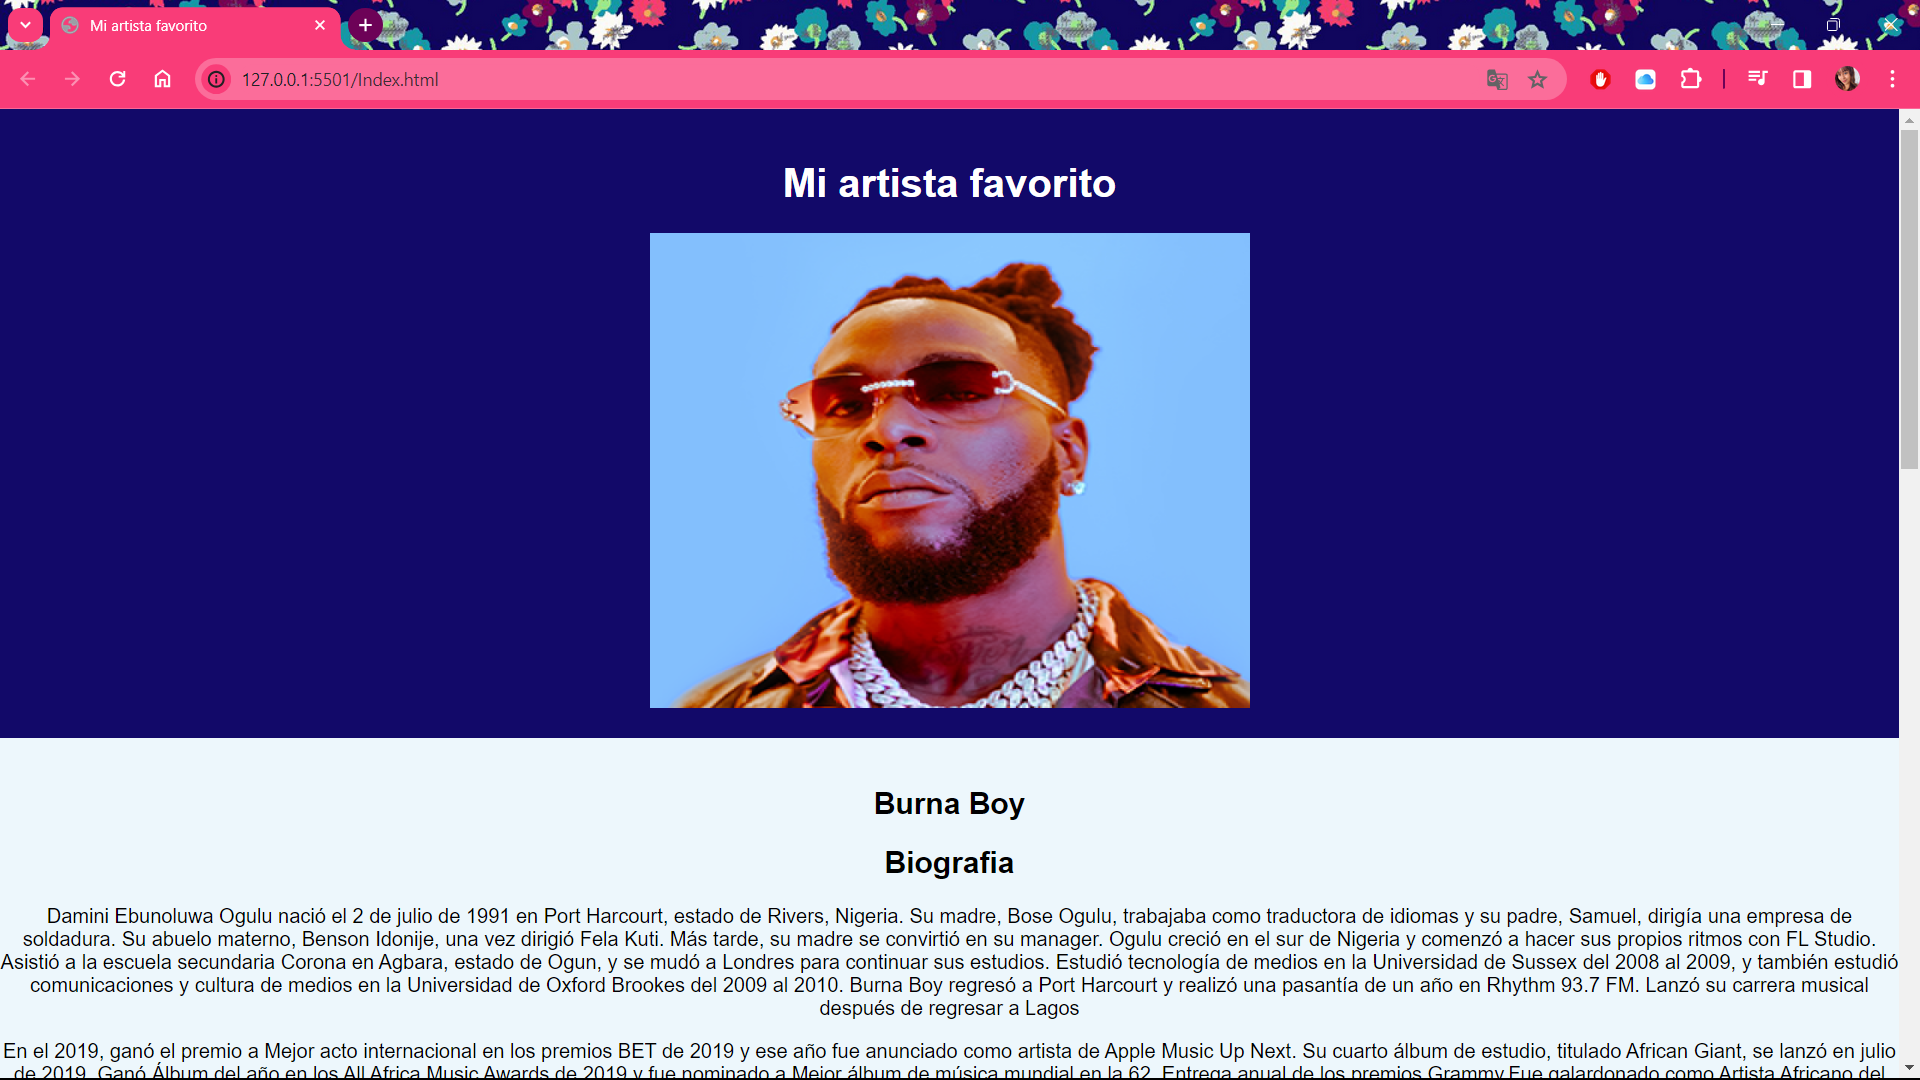 Mi artista favorito
127.0.0.1:5501/Index.html
Mi artista favorito
Burna Boy
Biografia
Damini Ebunoluwa Ogulu nació el 2 de julio de 1991 en Port Harcourt, estado de Rivers, Nigeria. Su madre, Bose Ogulu, trabajaba como traductora de idiomas y su padre, Samuel, dirigía una empresa de
soldadura. Su abuelo materno, Benson Idonije, una vez dirigió Fela Kuti. Más tarde, su madre se convirtió en su manager. Ogulu creció en el sur de Nigeria y comenzó a hacer sus propios ritmos con FL Studio.
Asistió a la escuela secundaria Corona en Agbara, estado de Ogun, y se mudó a Londres para continuar sus estudios. Estudió tecnología de medios en la Universidad de Sussex del 2008 al 2009, y también estudió
comunicaciones y cultura de medios en la Universidad de Oxford Brookes del 2009 al 2010. Burna Boy regresó a Port Harcourt y realizó una pasantía de un año en Rhythm 93.7 FM. Lanzó su carrera musical
después de regresar a Lagos
En el 2019, ganó el premio a Mejor acto internacional en los premios BET de 2019 y ese año fue anunciado como artista de Apple Music Up Next. Su cuarto álbum de estudio, titulado African Giant, se lanzó en julio
de 2019. Ganó Álbum del año en los All Africa Music Awards de 2019 y fue nominado a Mejor álbum de música mundial en la 62. Entrega anual de los premios Grammy.Fue galardonado como Artista Africano del